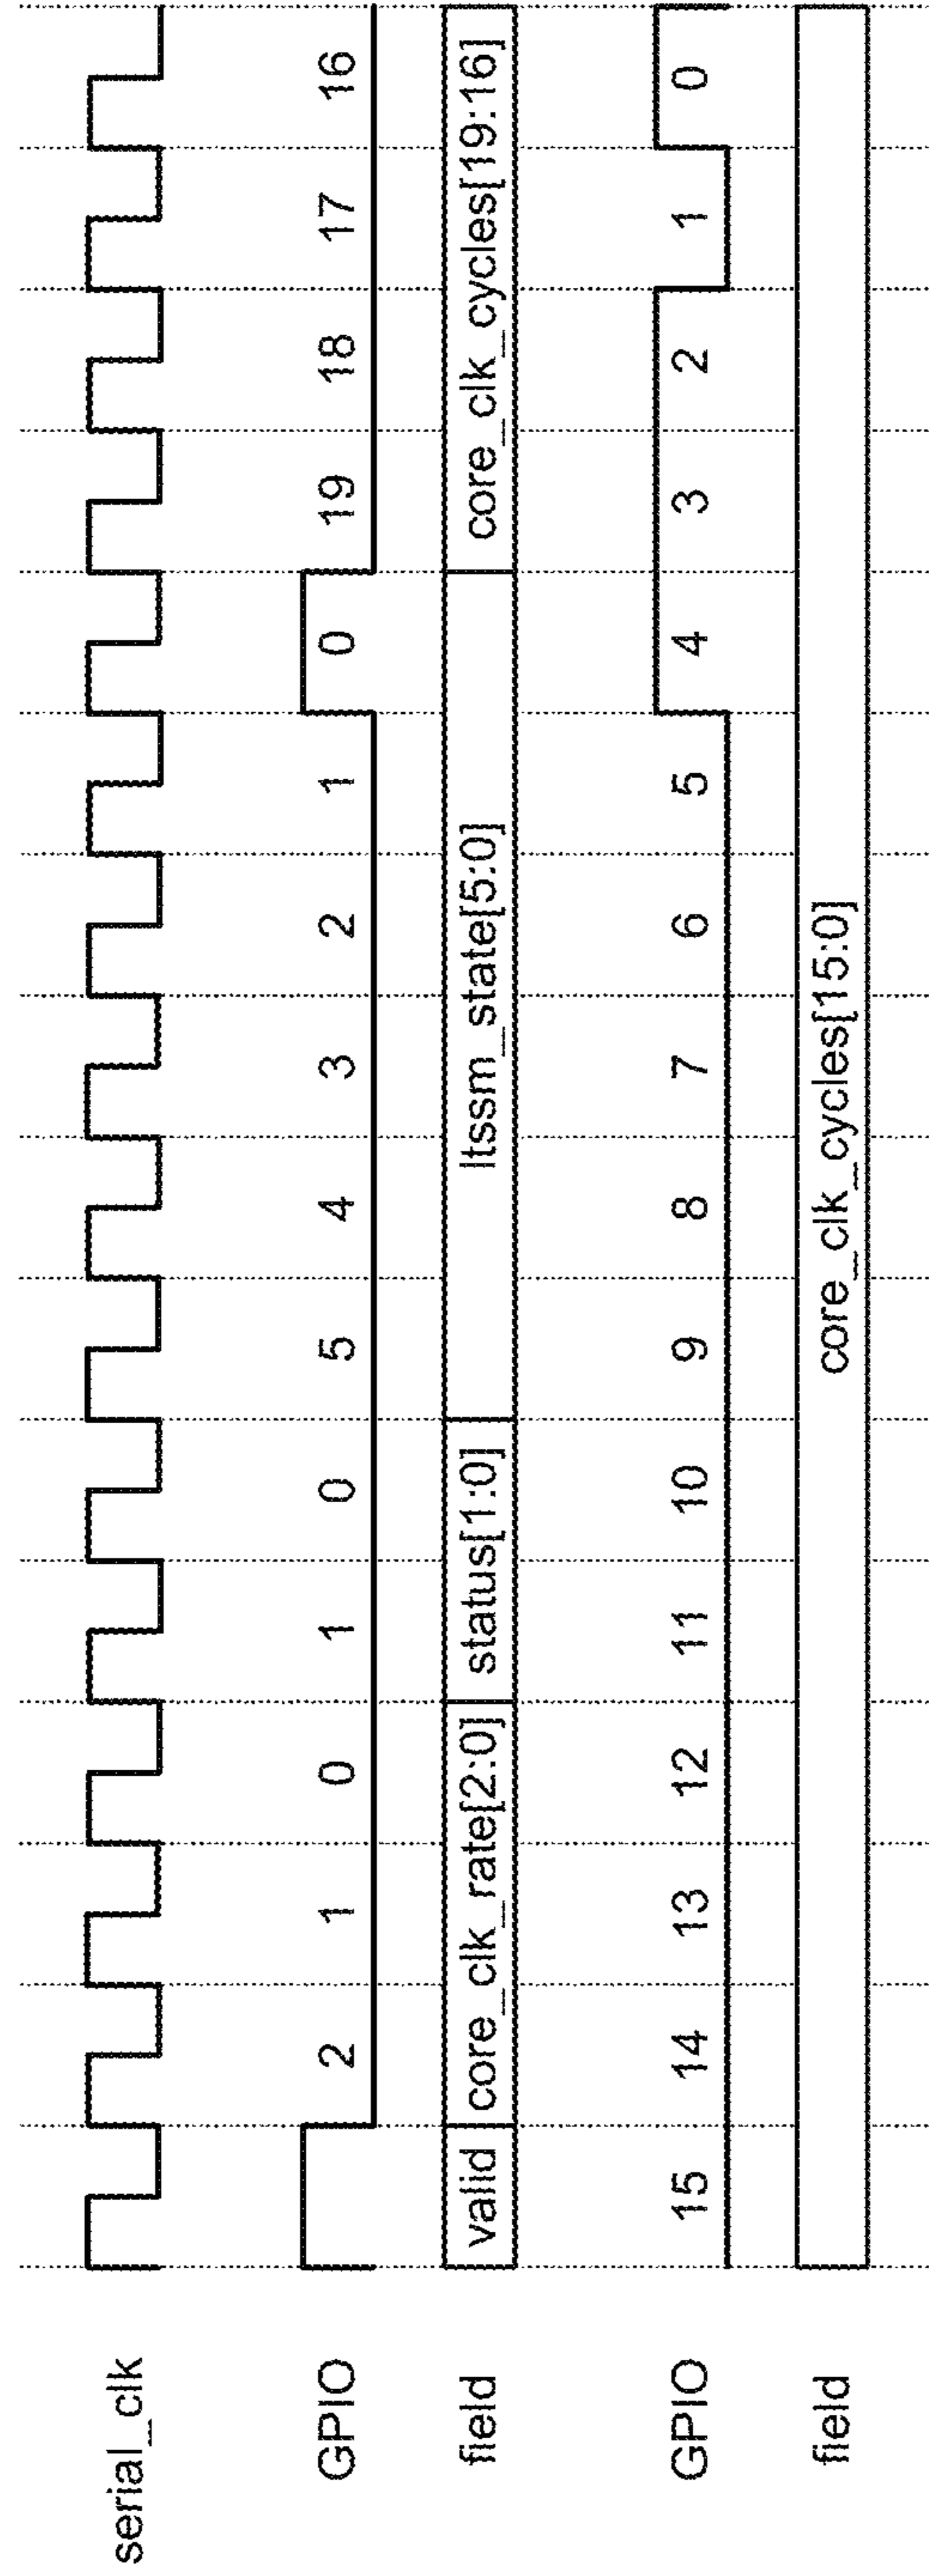 serial_clk
GPIO 2 1 0 1 0 5 4 3 2 1 0 19 18 17 16
field valid core_clk_rate[2:0] status[1:0] ltssm_state[5:0] core_clk_cycles[19:16]
GPIO 15 14 13 12 11 10 9 8 7 6 5 4 3 2 1 0
field core_clk_cycles[15:0]